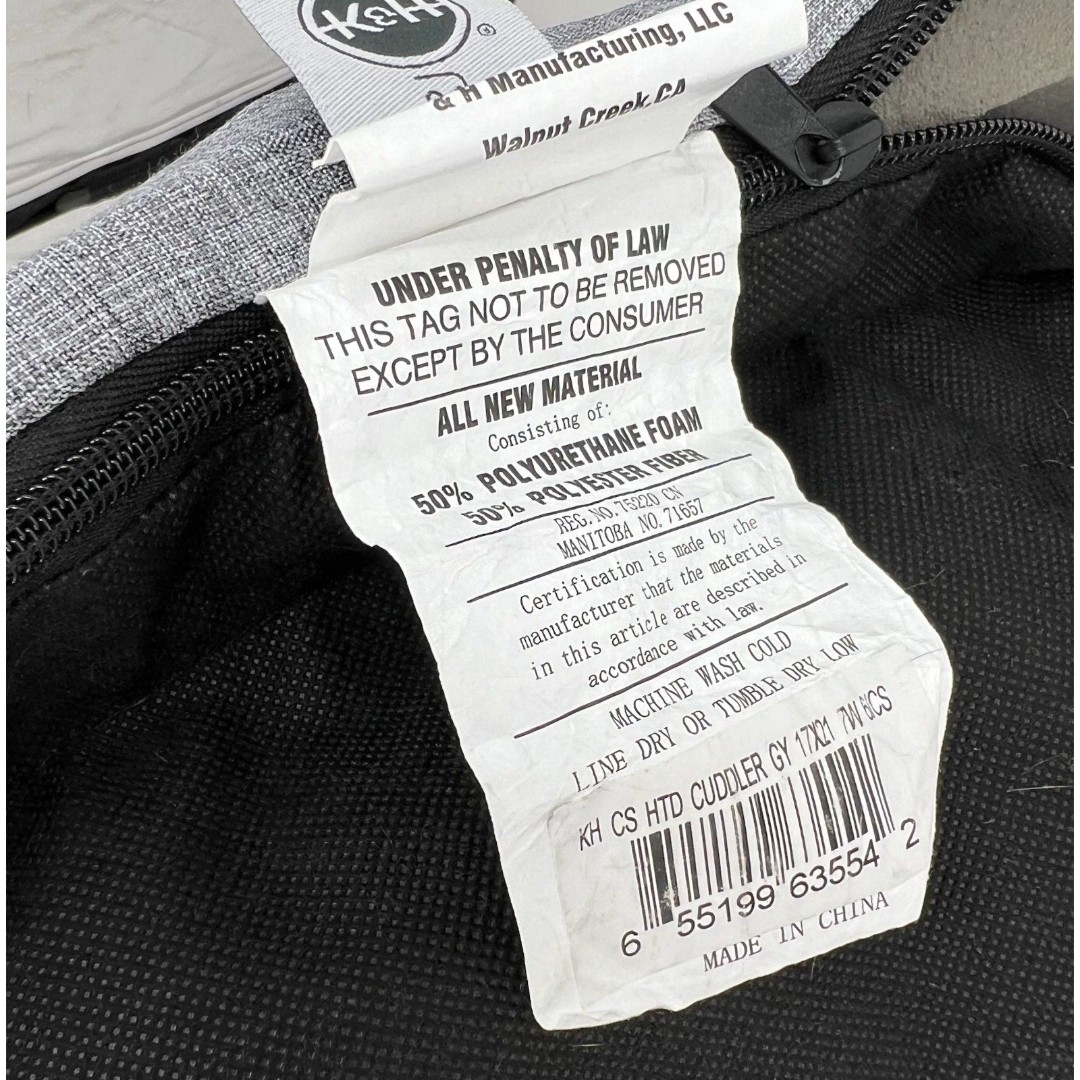 K&H
®
& H Manufacturing, LLC
Walnut Creek, CA
UNDER PENALTY OF LAW
THIS TAG NOT TO BE REMOVED
EXCEPT BY THE CONSUMER
ALL NEW MATERIAL
Consisting of:
50% POLYURETHANE FOAM
50% POLYESTER FIBER
REG. NO. 75220 CN
MANITOBA NO. 71657
Certification is made by the
manufacturer that the materials
in this article are described in
accordance with law.
MACHINE WASH COLD
LINE DRY OR TUMBLE DRY LOW
KH CS HTD CUDDLER GY 17X21 7W 6/CS
6 55199 63554 2
MADE IN CHINA